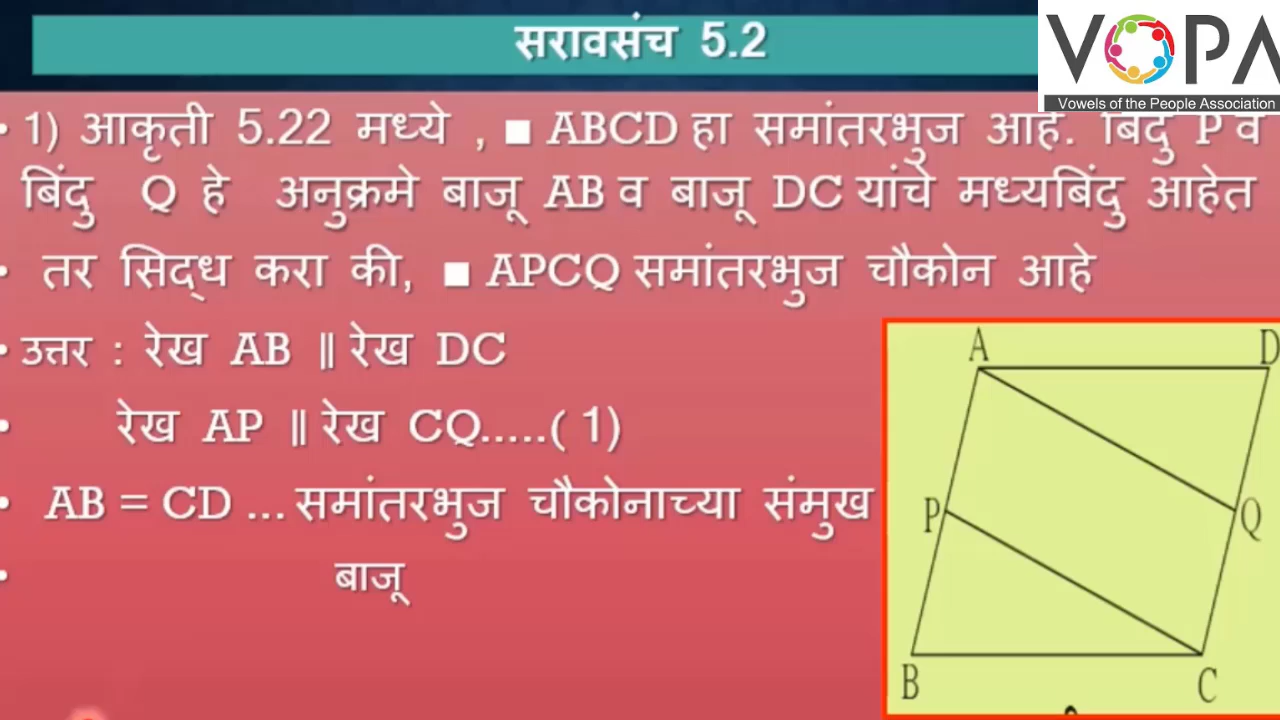 सरावसंच 5.2
VOPA
Vowels of the People Association
• 1) आकृती 5.22 मध्ये , ■ ABCD हा समांतरभुज आहे. बिंदु P व
बिंदु Q हे अनुक्रमे बाजू AB व बाजू DC यांचे मध्यबिंदु आहेत
• तर सिद्ध करा की, ■ APCQ समांतरभुज चौकोन आहे
• उत्तर : रेख AB || रेख DC
• रेख AP || रेख CQ.....( 1)
• AB = CD ... समांतरभुज चौकोनाच्या संमुख
• बाजू
A D
P Q
B C